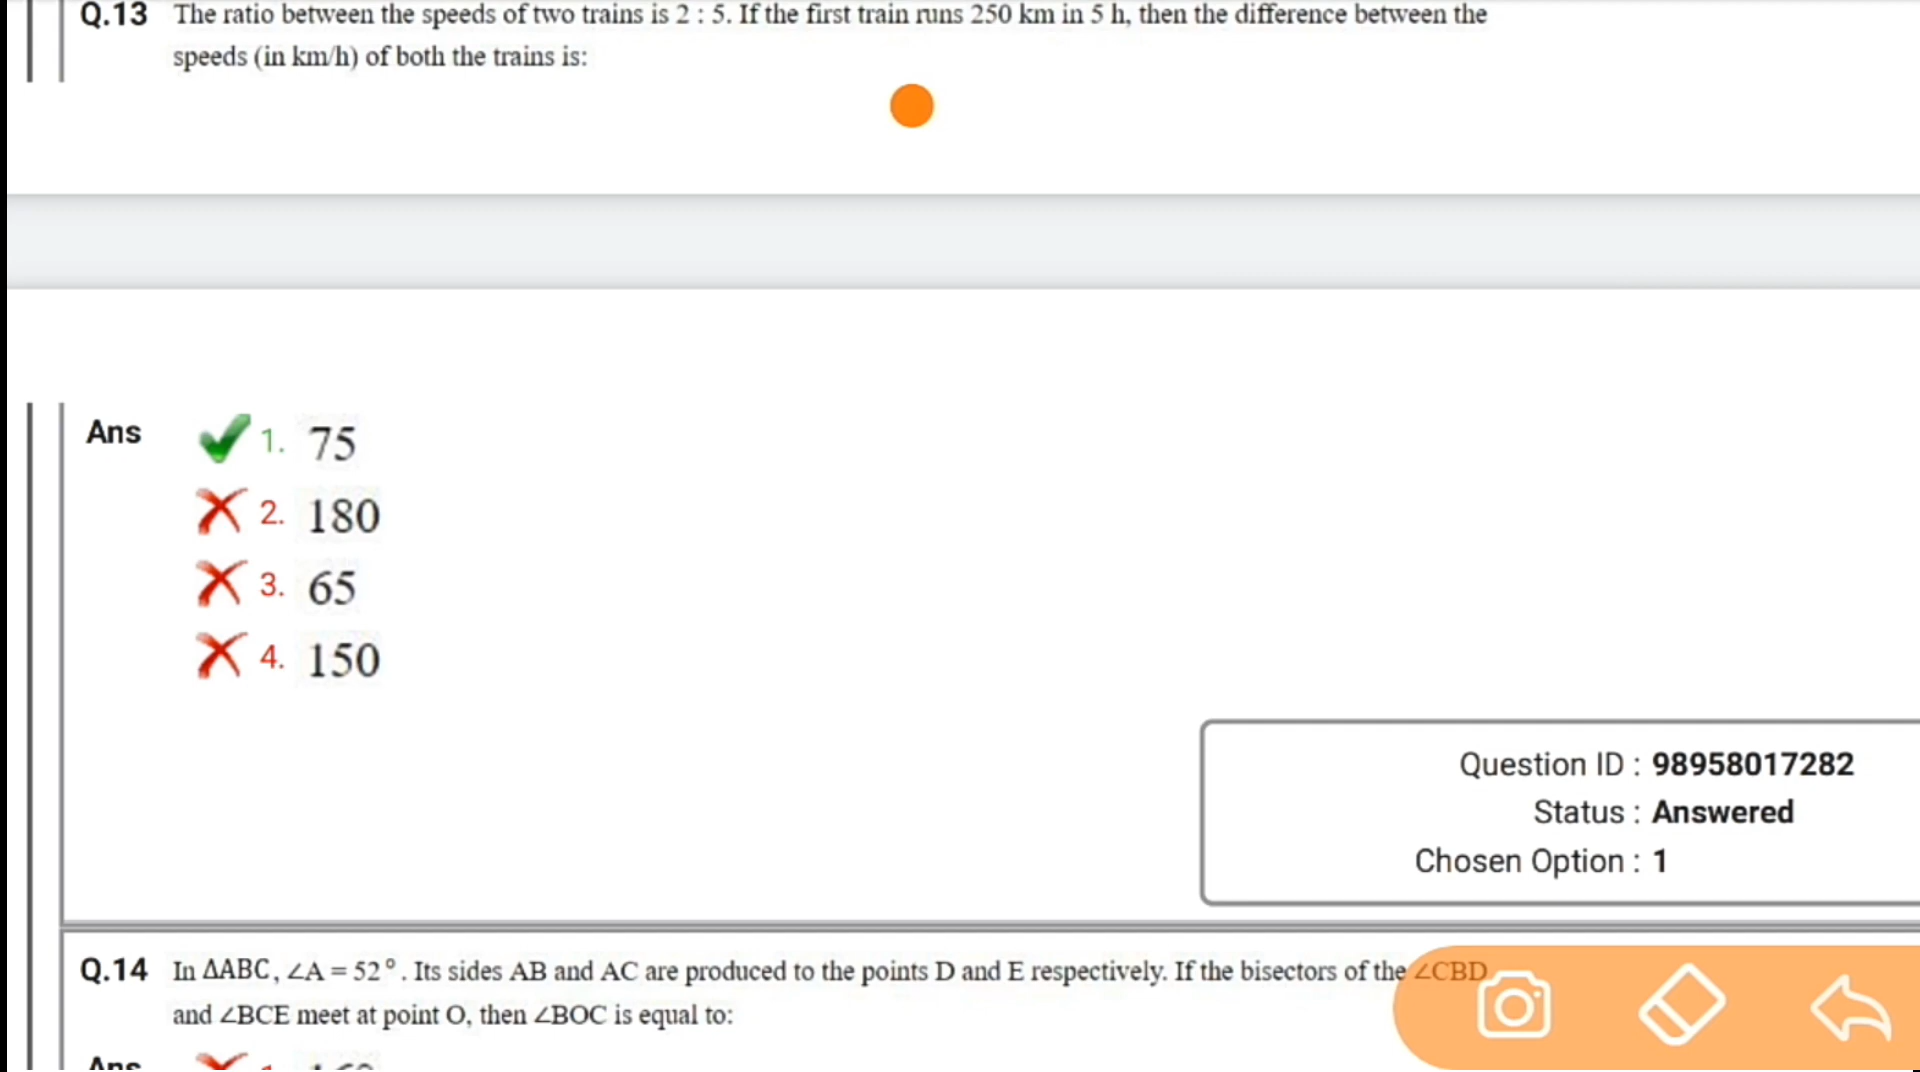 Q.13 The ratio between the speeds of two trains is 2 : 5. If the first train runs 250 km in 5 h, then the difference between the
speeds (in km/h) of both the trains is:
Ans 1. 75
2. 180
3. 65
4. 150
Question ID : 98958017282
Status : Answered
Chosen Option : 1
Q.14 In ΔABC, ∠A = 52°. Its sides AB and AC are produced to the points D and E respectively. If the bisectors of the ∠CBD
and ∠BCE meet at point O, then ∠BOC is equal to:
Ans